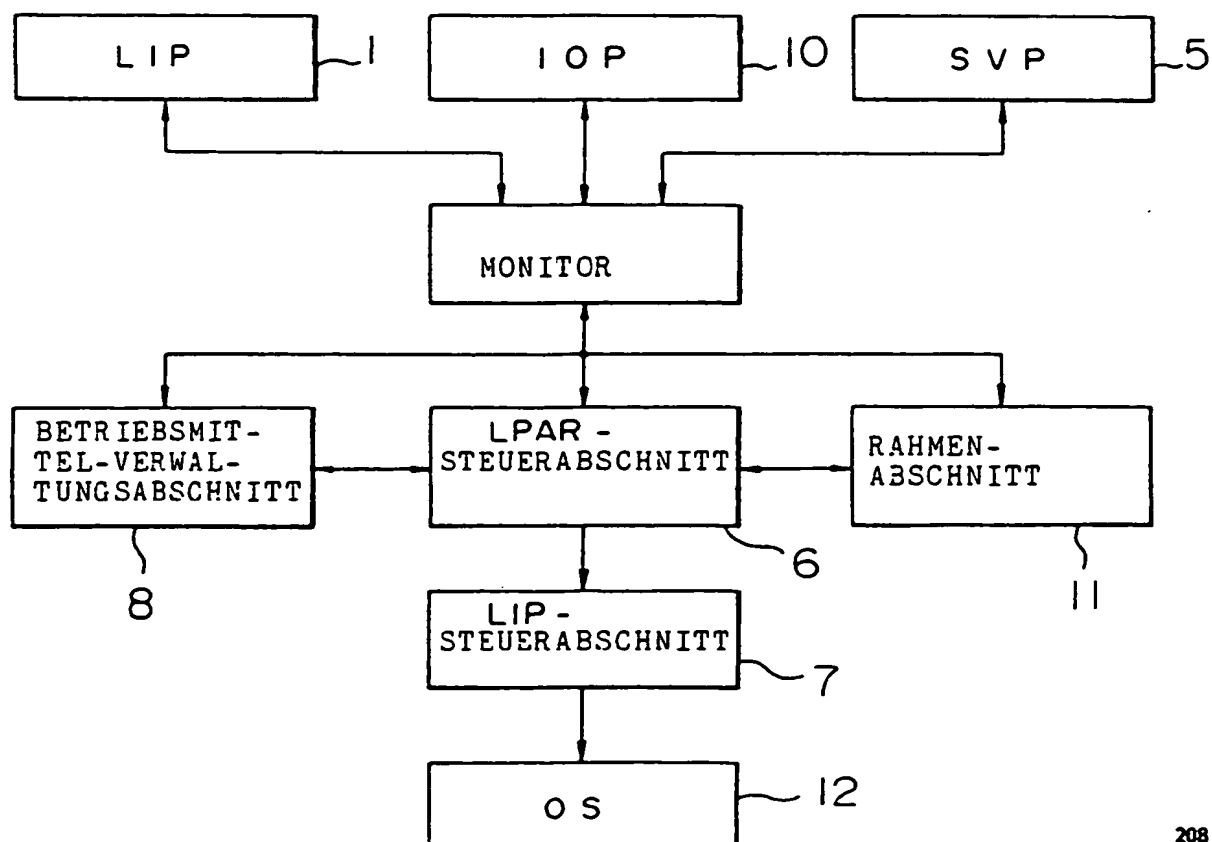 LIP 1
IOP 10
SVP 5
MONITOR
BETRIEBSMIT-
TEL-VERWAL-
TUNGSABSCHNITT
8
LPAR-
STEUERABSCHNITT
6
RAHMEN-
ABSCHNITT
11
LIP-
STEUERABSCHNITT
7
OS 12
208